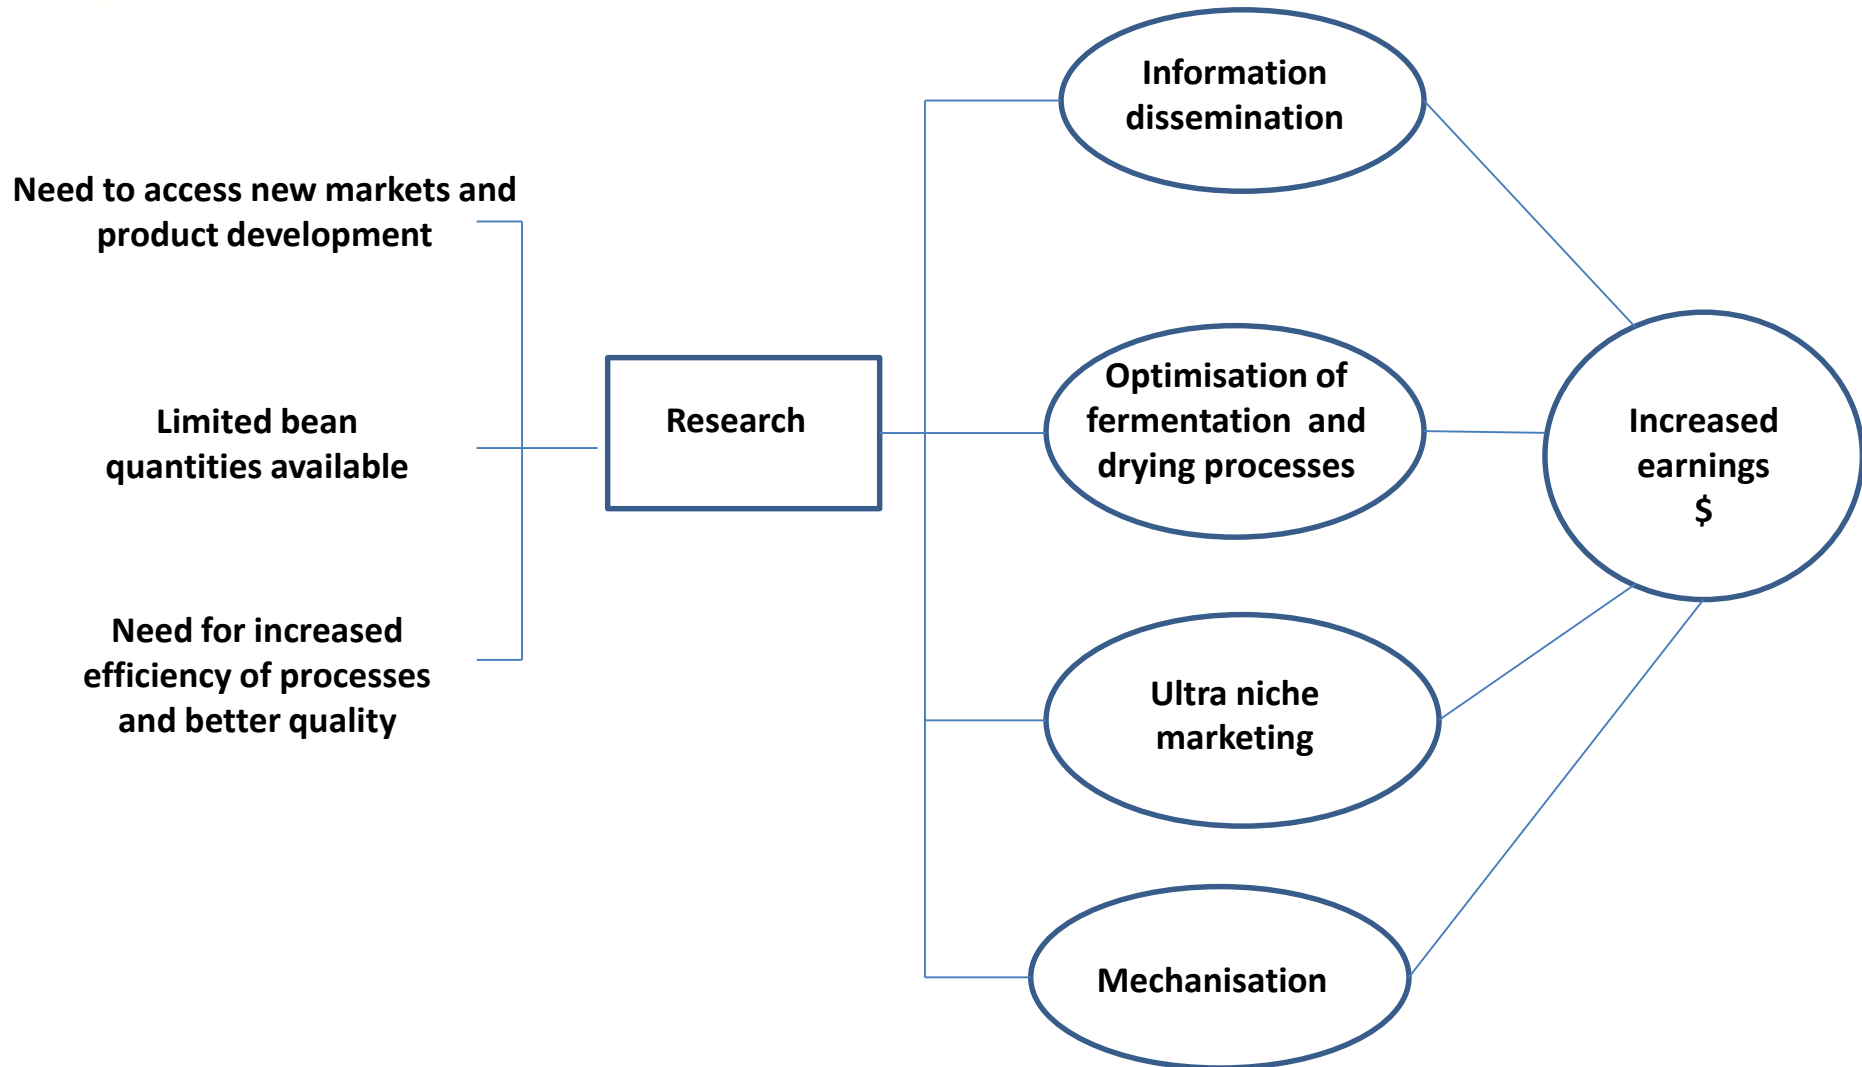 Need to access new markets and
product development
Limited bean
quantities available
Need for increased
efficiency of processes
and better quality
Research
Information
dissemination
Optimisation of
fermentation  and
drying processes
Ultra niche
marketing
Mechanisation
Increased
earnings
$